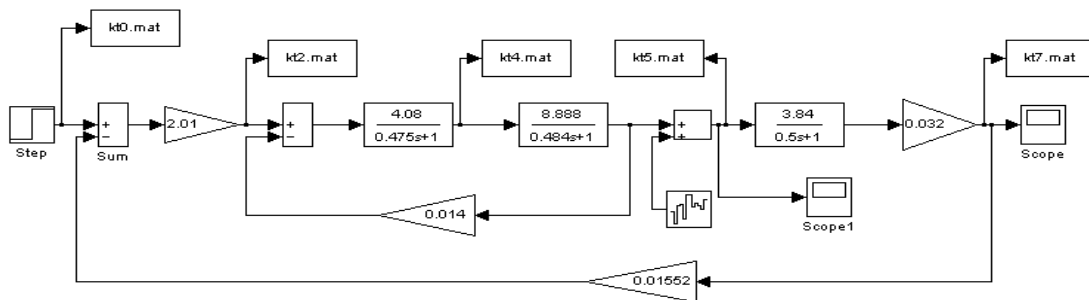 kt0.mat
kt2.mat
kt4.mat
kt5.mat
kt7.mat
Step
+
−
Sum
2.01
+
−
4.08
0.475s+1
8.888
0.484s+1
+
+
3.84
0.5s+1
0.032
Scope
0.014
Scope1
0.01552